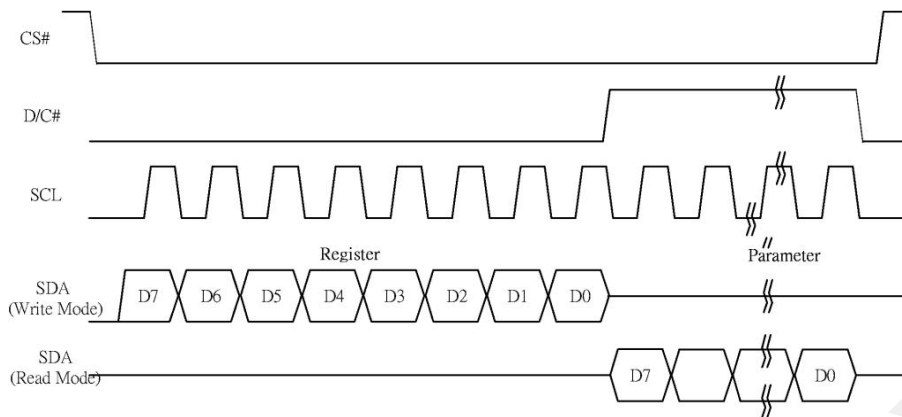 CS#
D/C#
SCL
Register
Parameter
SDA
(Write Mode)
D7 D6 D5 D4 D3 D2 D1 D0
SDA
(Read Mode)
D7 D0